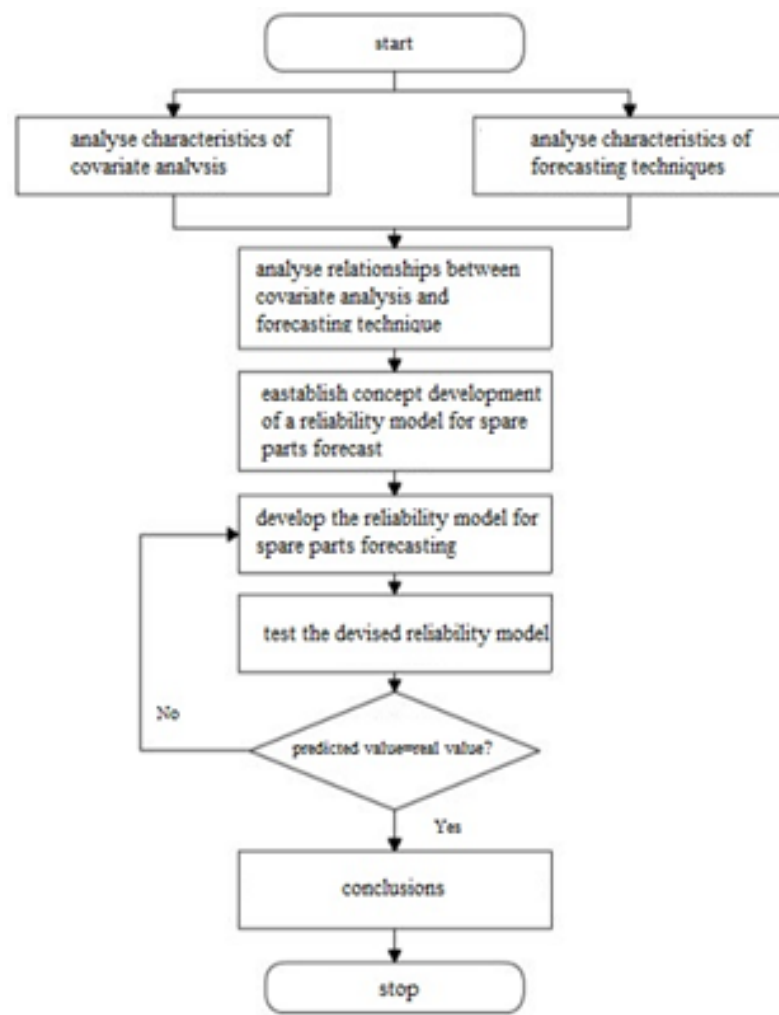 start
analyse characteristics of
covariate analysis
analyse characteristics of
forecasting techniques
analyse relationships between
covariate analysis and
forecasting technique
eastablish concept development
of a reliability model for spare
parts forecast
develop the reliability model for
spare parts forecasting
test the devised reliability model
No
predicted value=real value?
Yes
conclusions
stop